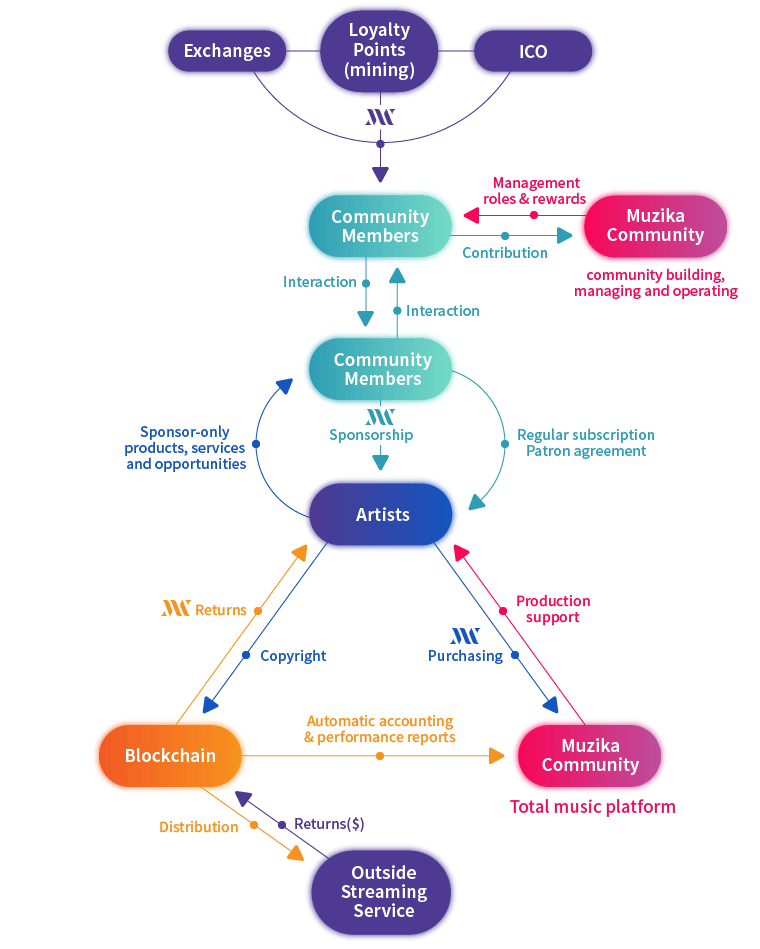 Exchanges
Loyalty
Points
(mining)
ICO
Management
roles & rewards
Community
Members
Muzika
Community
Contribution
community building,
managing and operating
Interaction
Interaction
Community
Members
Sponsorship
Sponsor-only
products, services
and opportunities
Regular subscription
Patron agreement
Artists
Returns
Copyright
Production
support
Purchasing
Automatic accounting
& performance reports
Blockchain
Muzika
Community
Total music platform
Distribution
Returns($)
Outside
Streaming
Service